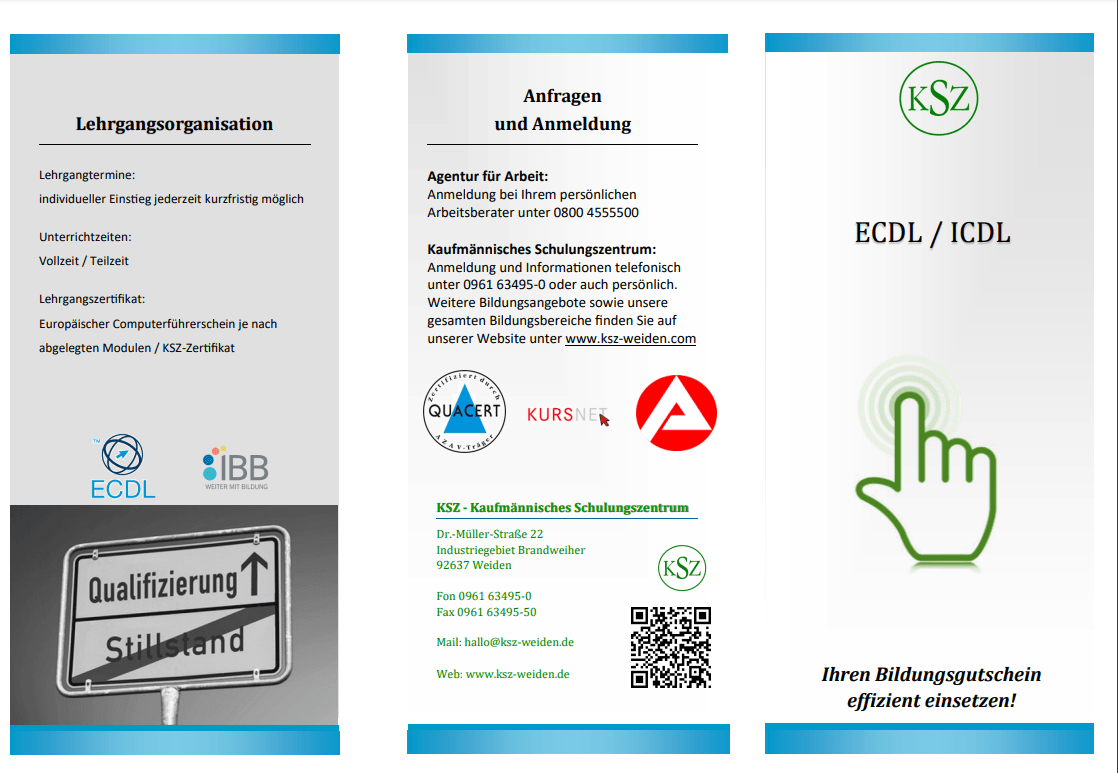 Lehrgangsorganisation
Lehrgangtermine:
individueller Einstieg jederzeit kurzfristig möglich
Unterrichtzeiten:
Vollzeit / Teilzeit
Lehrgangszertifikat:
Europäischer Computerführerschein je nach
abgelegten Modulen / KSZ-Zertifikat
TM
ECDL
IBB
WEITER MIT BILDUNG
Qualifizierung
Stillstand
Anfragen
und Anmeldung
Agentur für Arbeit:
Anmeldung bei Ihrem persönlichen
Arbeitsberater unter 0800 4555500
Kaufmännisches Schulungszentrum:
Anmeldung und Informationen telefonisch
unter 0961 63495-0 oder auch persönlich.
Weitere Bildungsangebote sowie unsere
gesamten Bildungsbereiche finden Sie auf
unserer Website unter www.ksz-weiden.com
Zertifiziert durch
QUACERT
AZAV-Träger
KURSNET
KSZ - Kaufmännisches Schulungszentrum
Dr.-Müller-Straße 22
Industriegebiet Brandweiher
92637 Weiden
KSZ
Fon 0961 63495-0
Fax 0961 63495-50
Mail: hallo@ksz-weiden.de
Web: www.ksz-weiden.de
KSZ
ECDL / ICDL
Ihren Bildungsgutschein
effizient einsetzen!